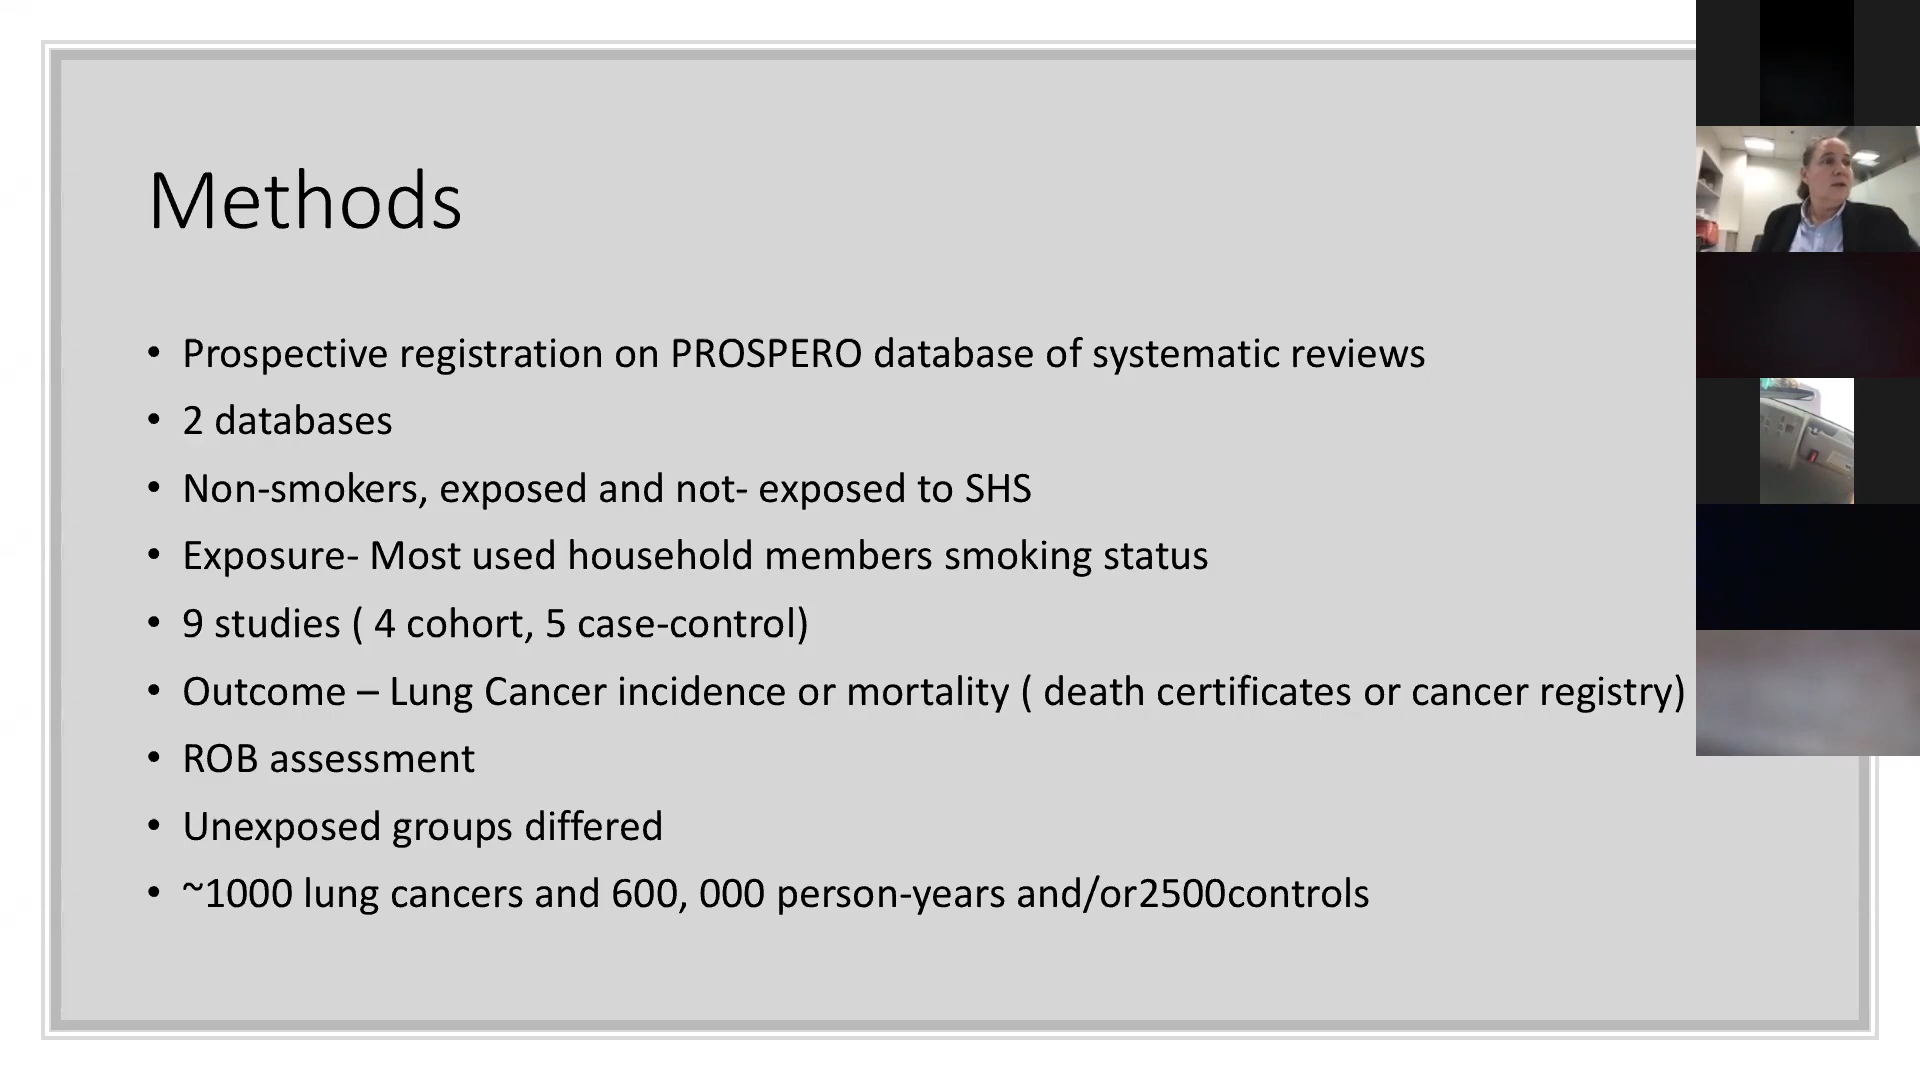 Methods
• Prospective registration on PROSPERO database of systematic reviews
• 2 databases
• Non-smokers, exposed and not- exposed to SHS
• Exposure- Most used household members smoking status
• 9 studies ( 4 cohort, 5 case-control)
• Outcome – Lung Cancer incidence or mortality ( death certificates or cancer registry)
• ROB assessment
• Unexposed groups differed
• ~1000 lung cancers and 600, 000 person-years and/or2500controls